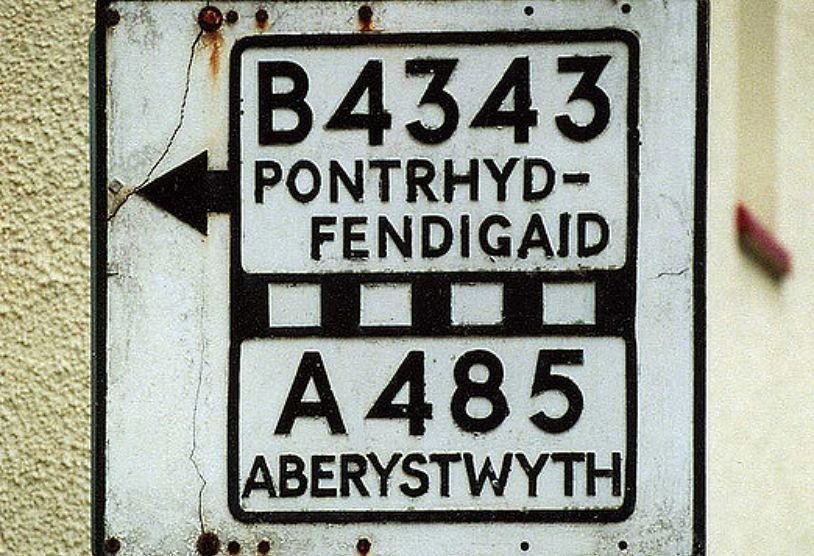 B4343
PONTRHYD-
FENDIGAID
A485
ABERYSTWYTH